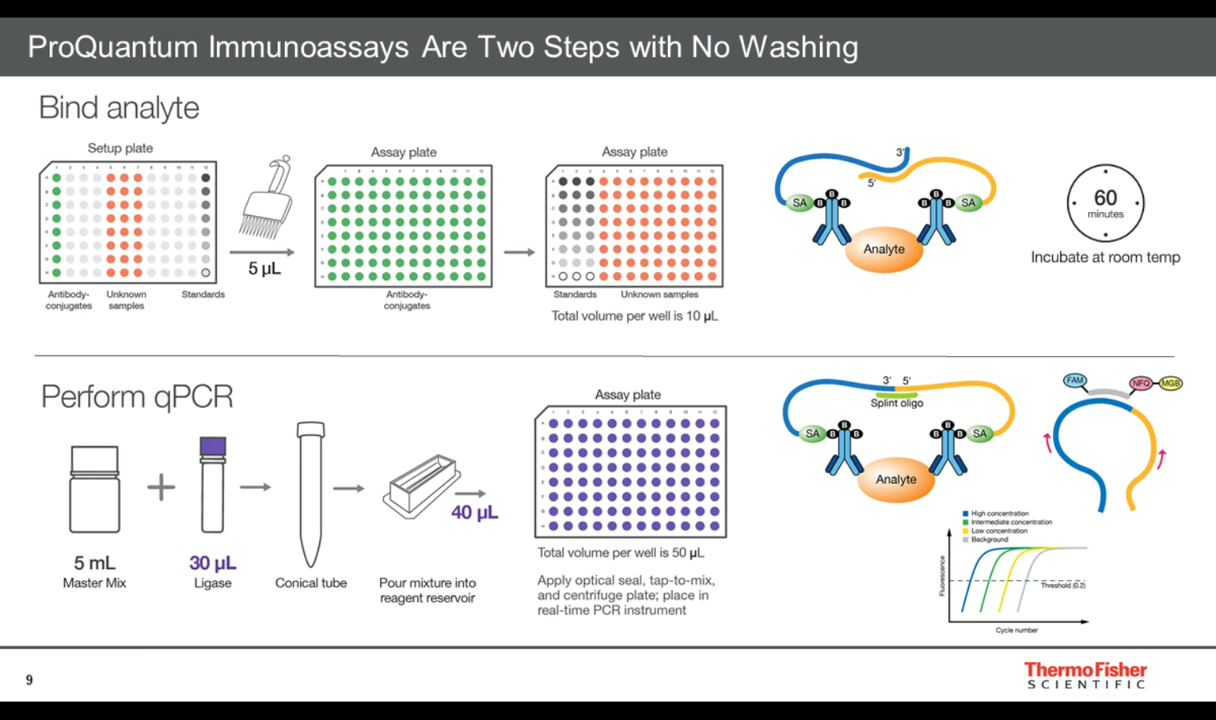 ProQuantum Immunoassays Are Two Steps with No Washing
Bind analyte
Setup plate
Antibody-
conjugates
Unknown
samples
Standards
5 µL
Assay plate
Antibody-
conjugates
Assay plate
Standards
Unknown samples
Total volume per well is 10 µL
3'
5'
SA
B
B
B
B
B
B
SA
Analyte
60
minutes
Incubate at room temp
Perform qPCR
5 mL
Master Mix
30 µL
Ligase
Conical tube
Pour mixture into
reagent reservoir
40 µL
Assay plate
Total volume per well is 50 µL
Apply optical seal, tap-to-mix,
and centrifuge plate; place in
real-time PCR instrument
3' 5'
Splint oligo
SA
B
B
B
B
B
B
SA
Analyte
FAM
NFQ
MGB
High concentration
Intermediate concentration
Low concentration
Background
Fluorescence
Threshold (0.2)
Cycle number
9
ThermoFisher
SCIENTIFIC